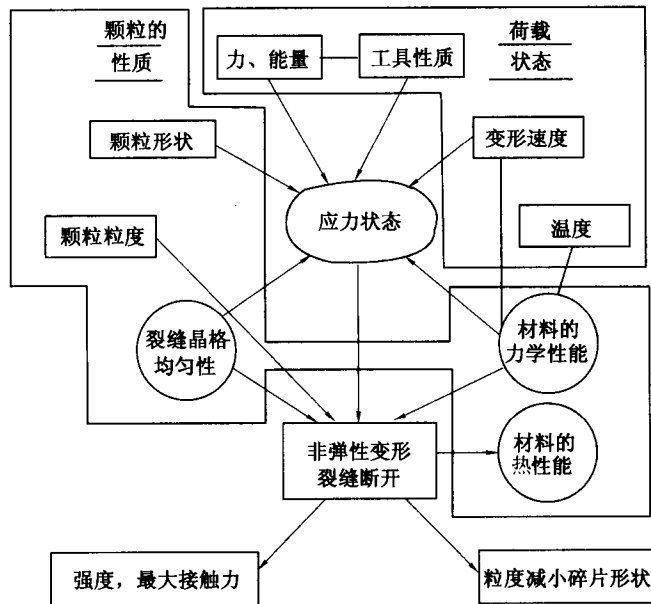 颗粒的
性质
荷载
状态
力、能量
工具性质
颗粒形状
变形速度
应力状态
颗粒粒度
温度
裂缝晶格
均匀性
材料的
力学性能
非弹性变形
裂缝断开
材料的
热性能
强度，最大接触力
粒度减小碎片形状